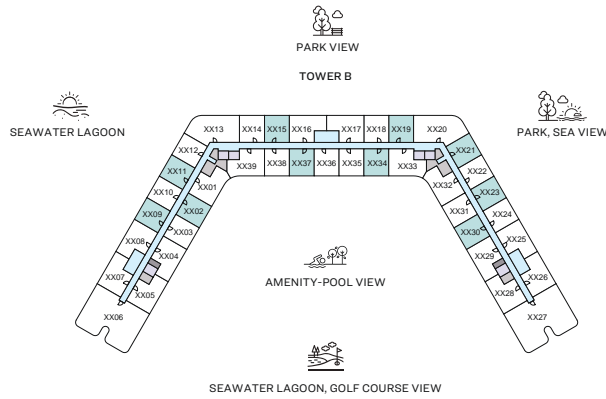 PARK VIEW
TOWER B
SEAWATER LAGOON
PARK, SEA VIEW
XX13
XX14
XX15
XX16
XX17
XX18
XX19
XX20
XX12
XX39
XX38
XX37
XX36
XX35
XX34
XX33
XX21
XX11
XX01
XX32
XX22
XX10
XX02
XX31
XX23
XX09
XX03
XX30
XX24
XX08
XX04
XX29
XX25
XX07
XX05
XX28
XX26
XX06
XX27
AMENITY-POOL VIEW
SEAWATER LAGOON, GOLF COURSE VIEW